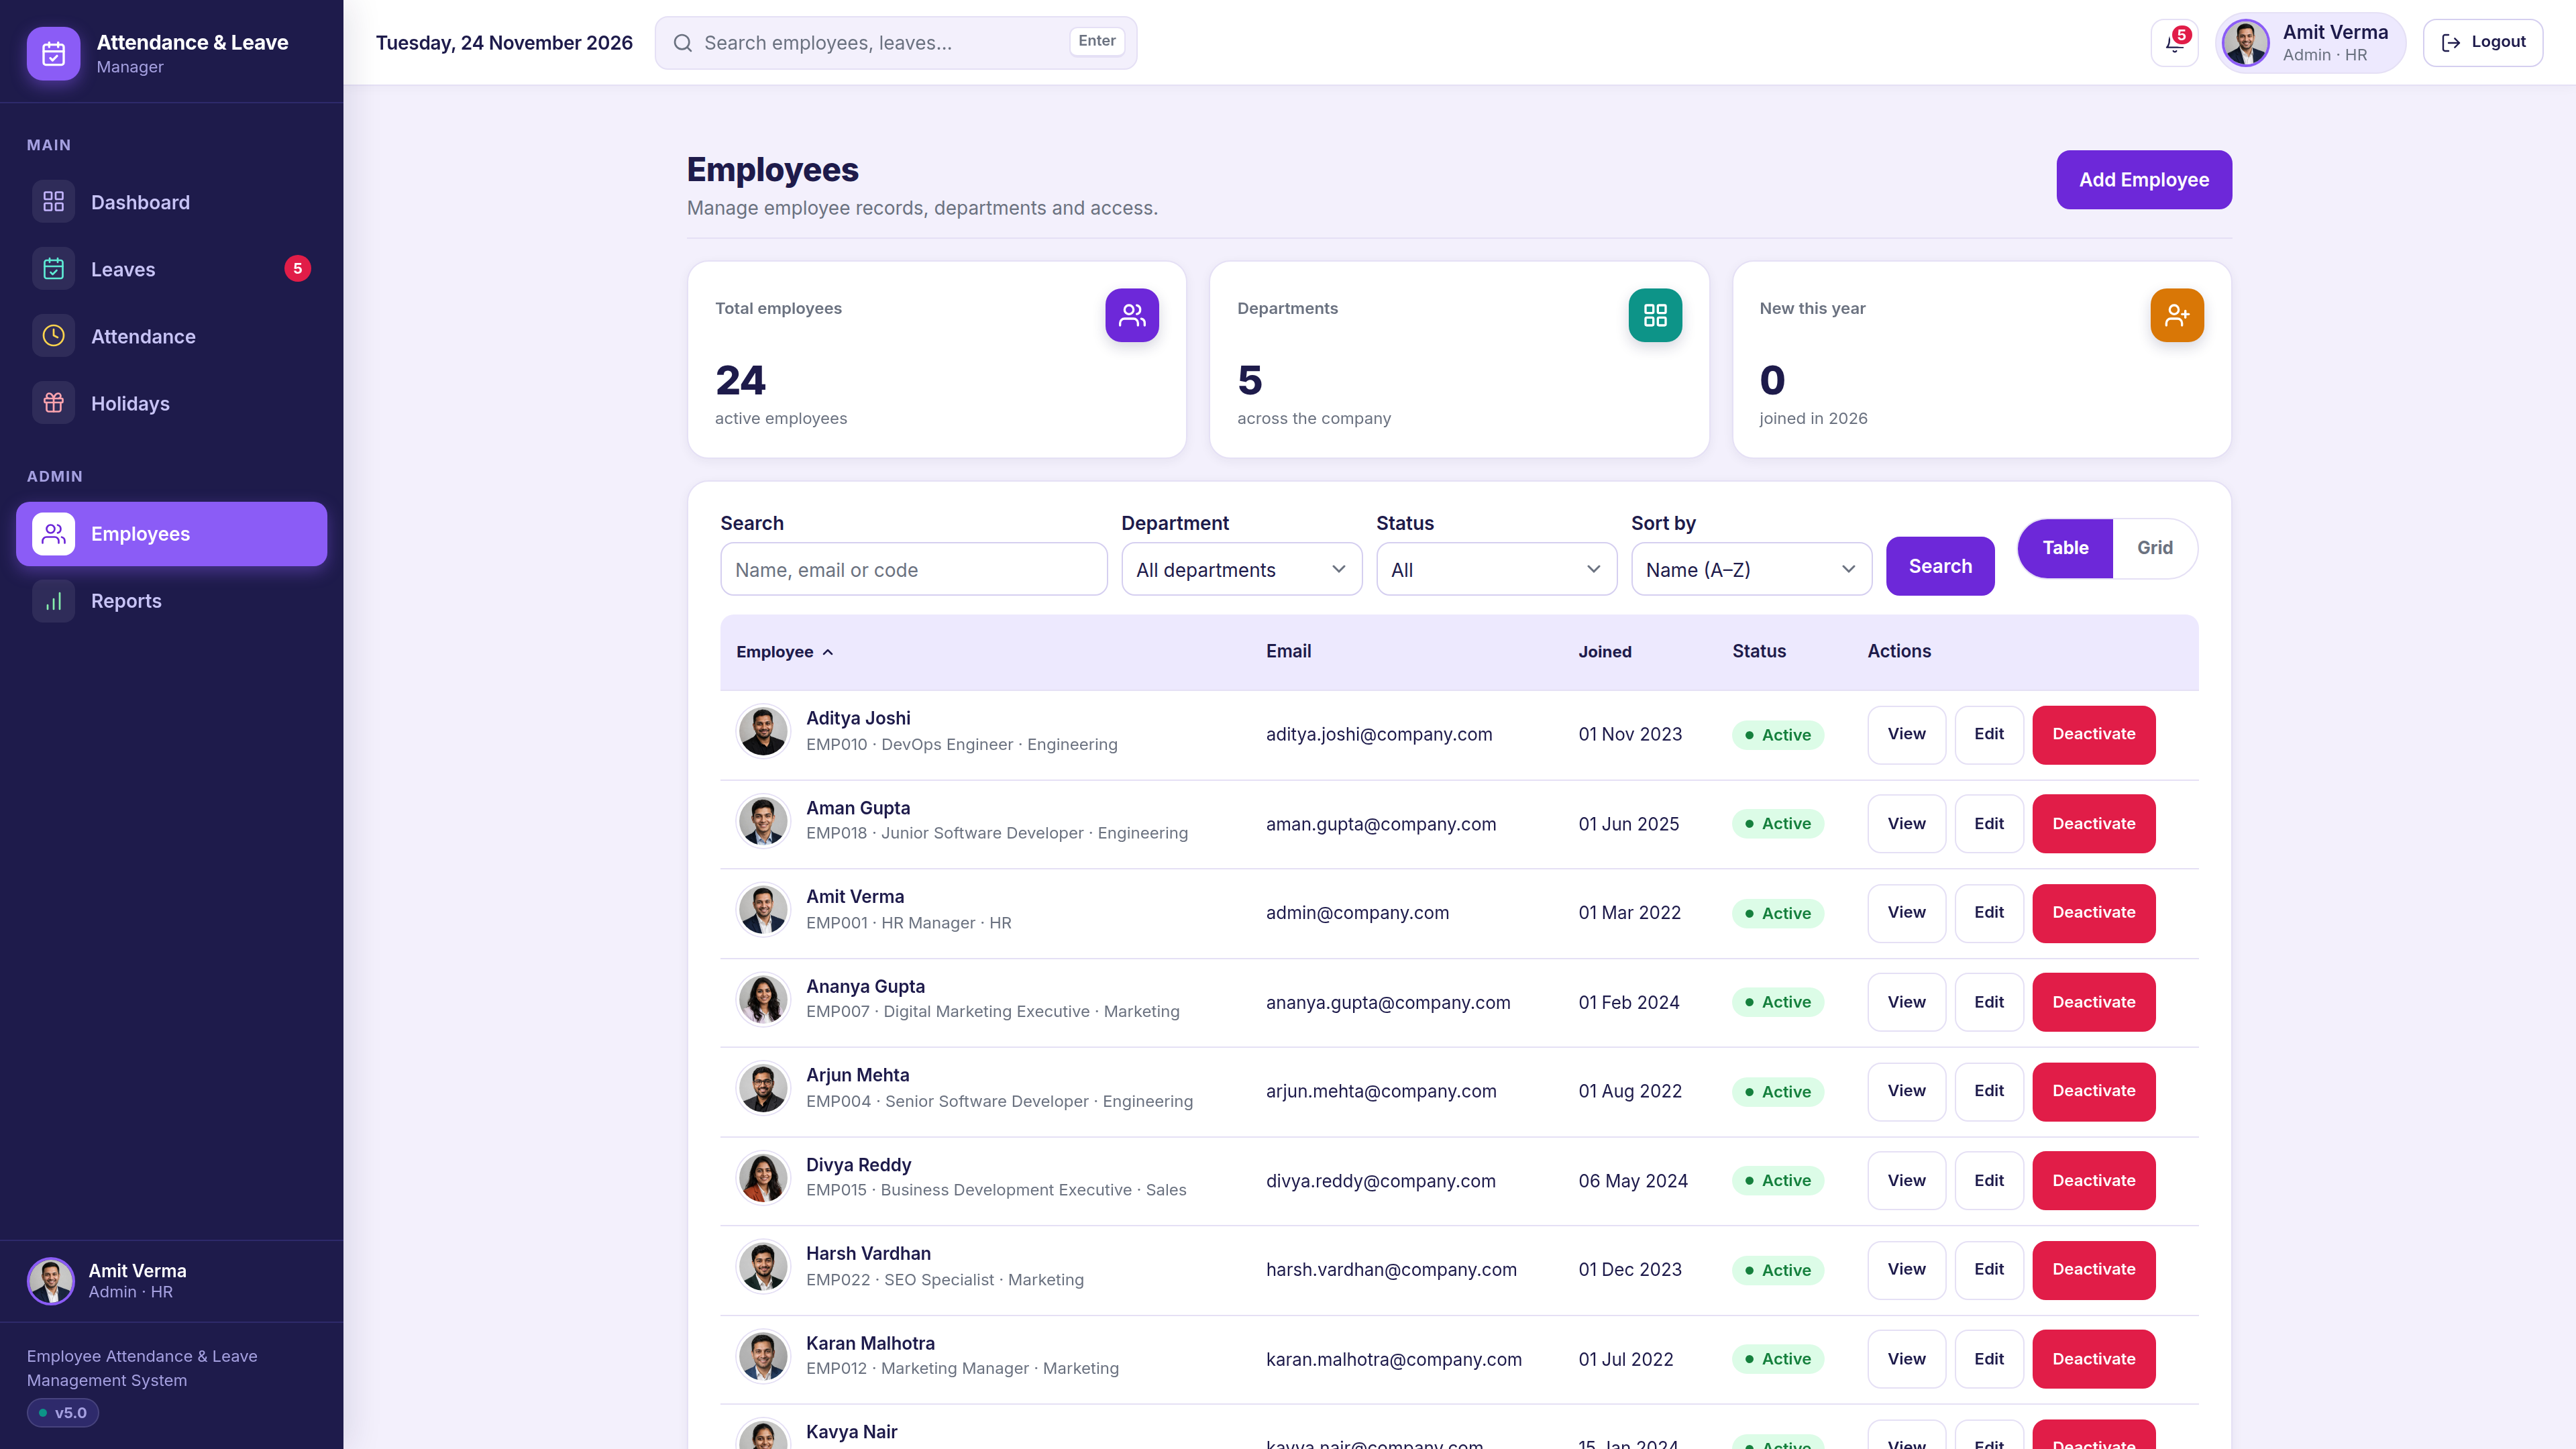 Attendance & Leave
Manager
MAIN
Dashboard
Leaves 5
Attendance
Holidays
ADMIN
Employees
Reports
Amit Verma
Admin · HR
Employee Attendance & Leave
Management System
v5.0
Tuesday, 24 November 2026
Search employees, leaves...
Enter
5
Amit Verma
Admin · HR
Logout
Employees
Manage employee records, departments and access.
Add Employee
Total employees
24
active employees
Departments
5
across the company
New this year
0
joined in 2026
Search
Name, email or code
Department
All departments
Status
All
Sort by
Name (A–Z)
Search
Table
Grid
Employee Email Joined Status Actions
Aditya Joshi
EMP010 · DevOps Engineer · Engineering
aditya.joshi@company.com 01 Nov 2023 Active View Edit Deactivate
Aman Gupta
EMP018 · Junior Software Developer · Engineering
aman.gupta@company.com 01 Jun 2025 Active View Edit Deactivate
Amit Verma
EMP001 · HR Manager · HR
admin@company.com 01 Mar 2022 Active View Edit Deactivate
Ananya Gupta
EMP007 · Digital Marketing Executive · Marketing
ananya.gupta@company.com 01 Feb 2024 Active View Edit Deactivate
Arjun Mehta
EMP004 · Senior Software Developer · Engineering
arjun.mehta@company.com 01 Aug 2022 Active View Edit Deactivate
Divya Reddy
EMP015 · Business Development Executive · Sales
divya.reddy@company.com 06 May 2024 Active View Edit Deactivate
Harsh Vardhan
EMP022 · SEO Specialist · Marketing
harsh.vardhan@company.com 01 Dec 2023 Active View Edit Deactivate
Karan Malhotra
EMP012 · Marketing Manager · Marketing
karan.malhotra@company.com 01 Jul 2022 Active View Edit Deactivate
Kavya Nair
kavya.nair@company.com 15 Jan 2024 Active View Edit Deactivate